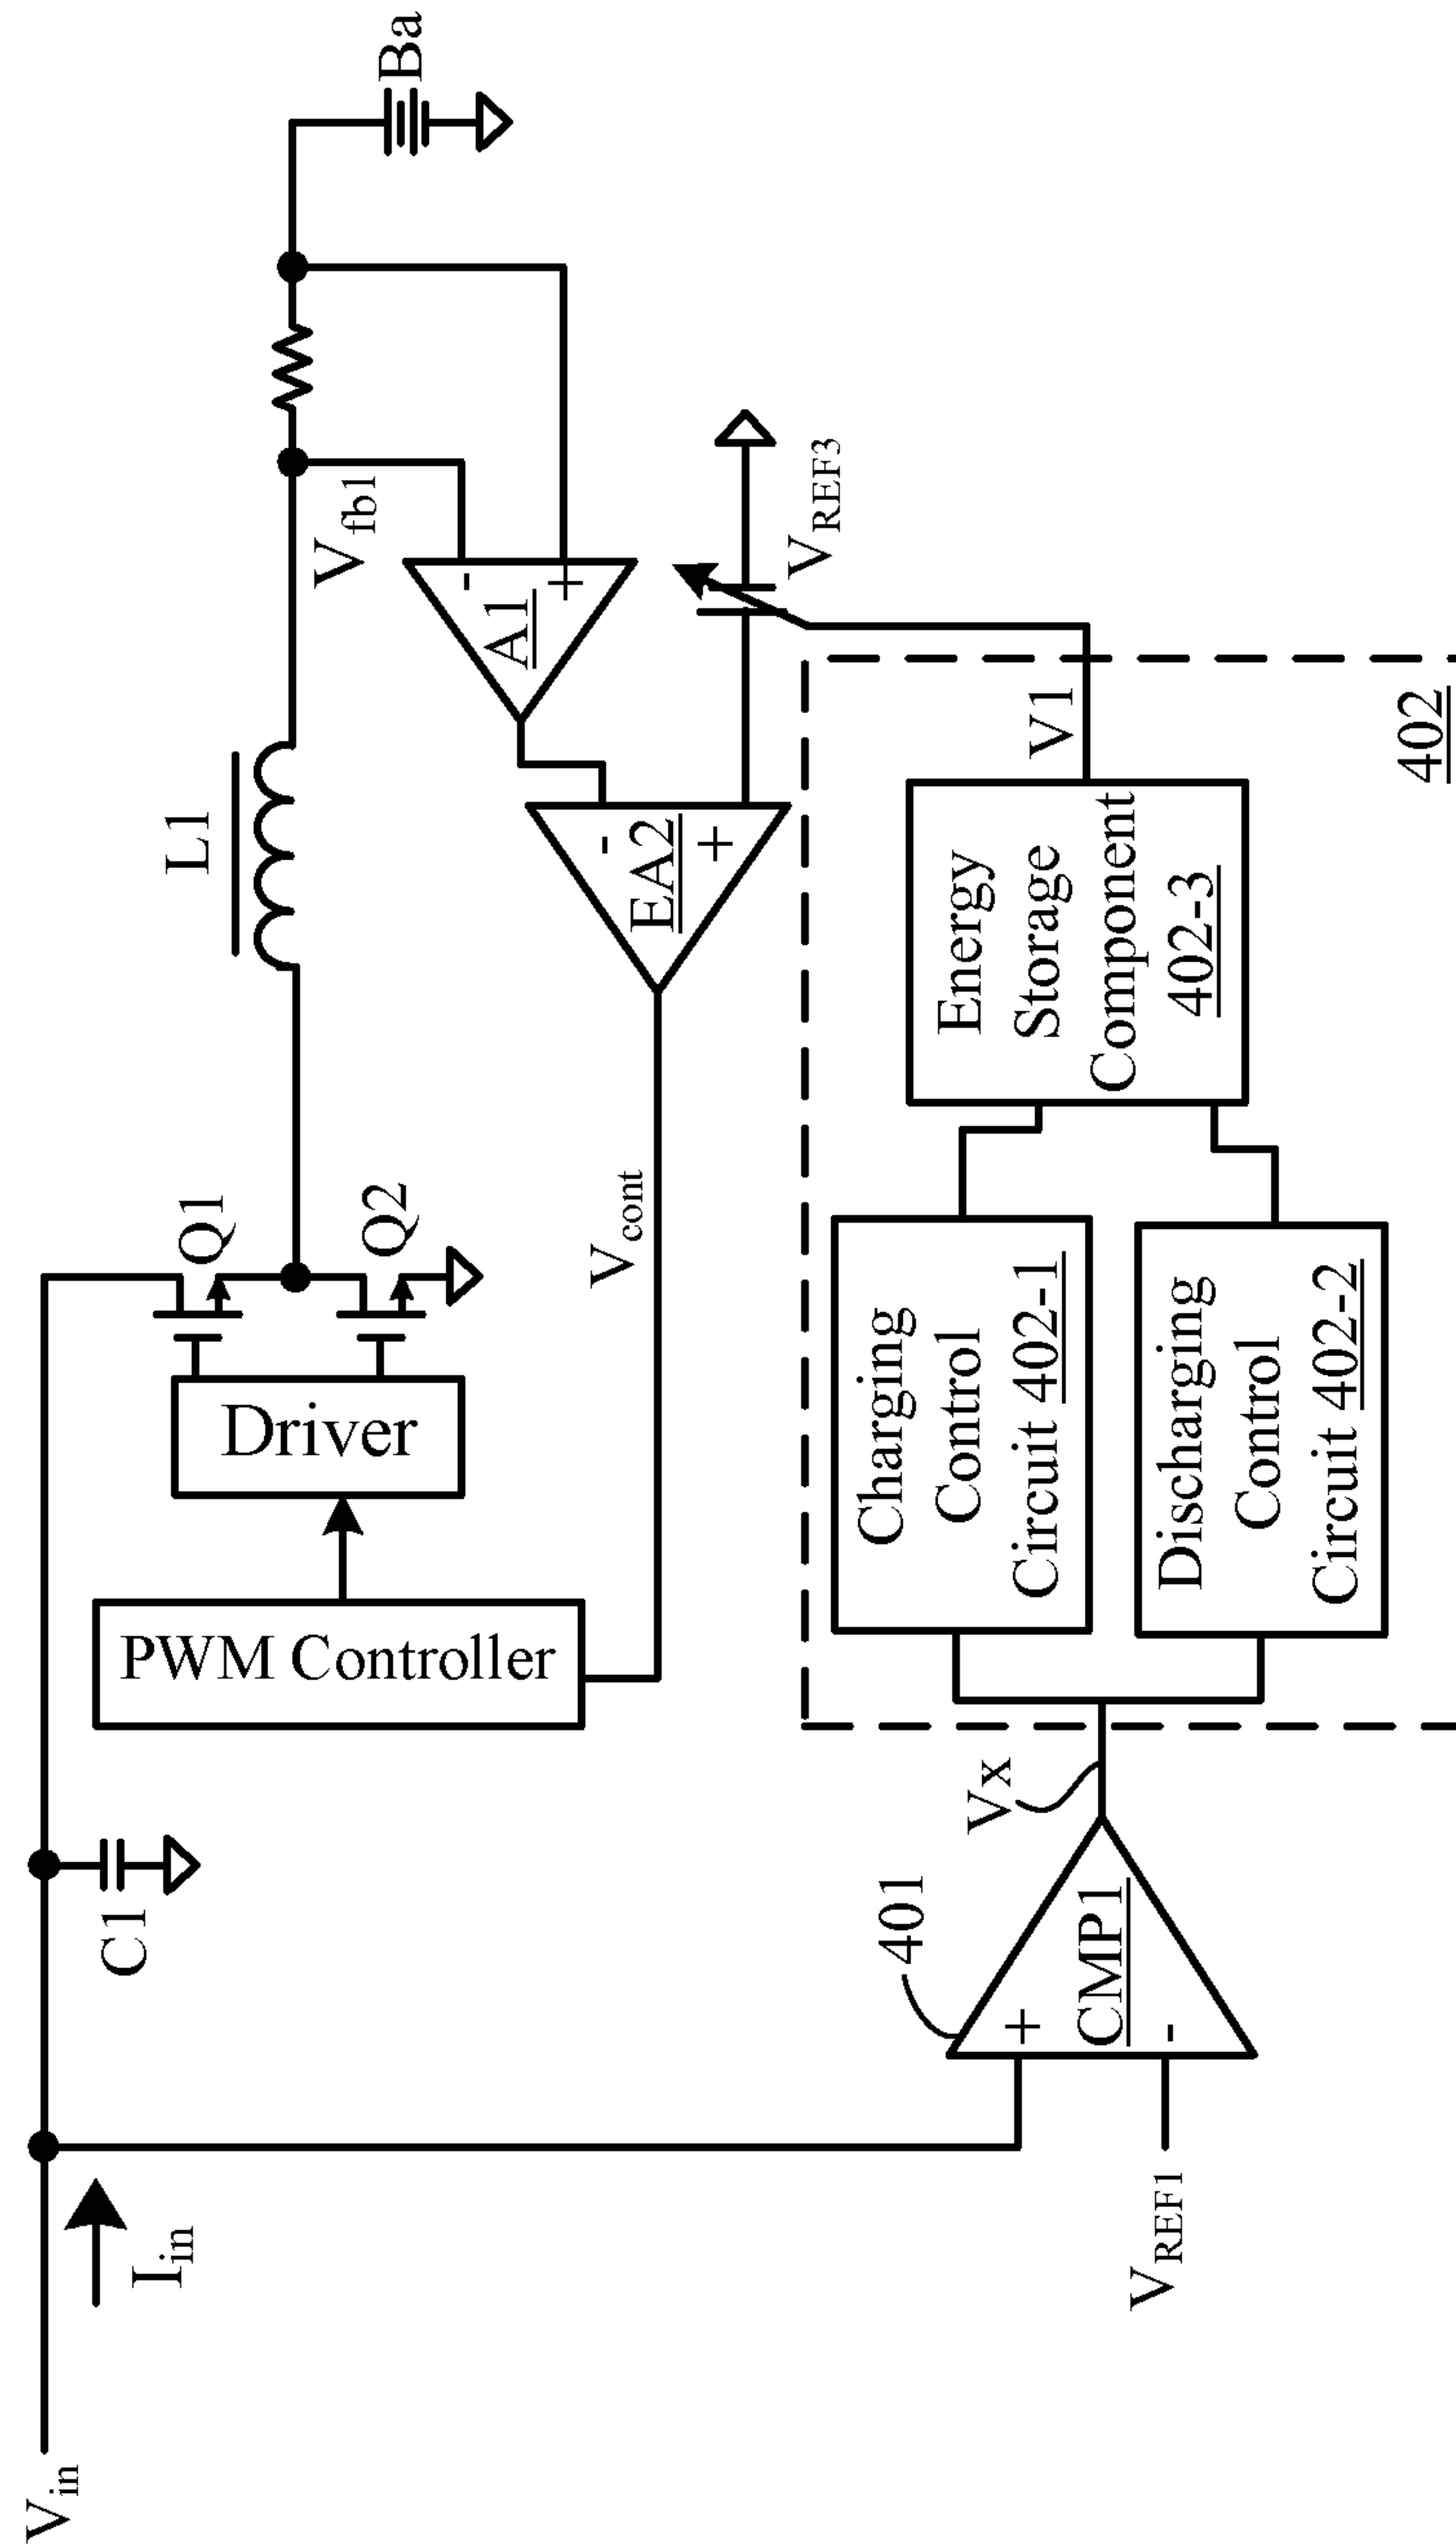 Vin
Iin
C1
PWM Controller
Driver
Q1
Q2
L1
Vfb1
Ba
-
A1
+
-
EA2
+
Vcont
VREF3
401
+
CMP1
-
VREF1
Vx
Charging
Control
Circuit 402-1
Discharging
Control
Circuit 402-2
Energy
Storage
Component
402-3
V1
402